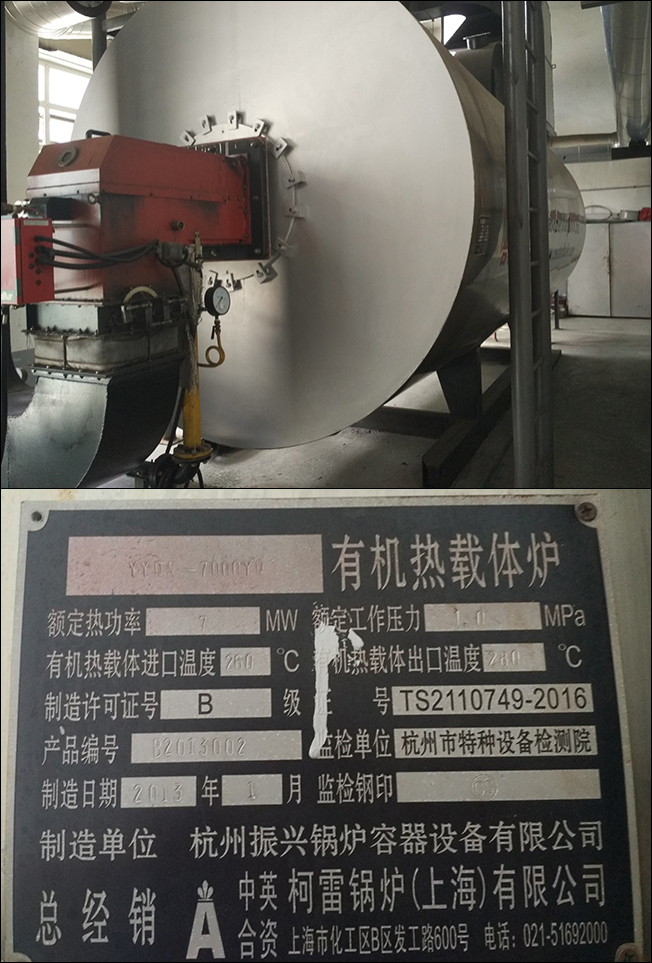 有机热载体炉
额定热功率 7 MW 额定工作压力 1.0 MPa
有机热载体进口温度 260 °C 有机热载体出口温度 280 °C
制造许可证号 B 级 证 号 TS2110749-2016
产品编号 B2013002 监检单位 杭州市特种设备检测院
制造日期 2013 年 1 月 监检钢印
制造单位 杭州振兴锅炉容器设备有限公司
总经销 A 中英合资 柯雷锅炉(上海)有限公司
上海市化工区B区发工路600号 电话: 021-51692000